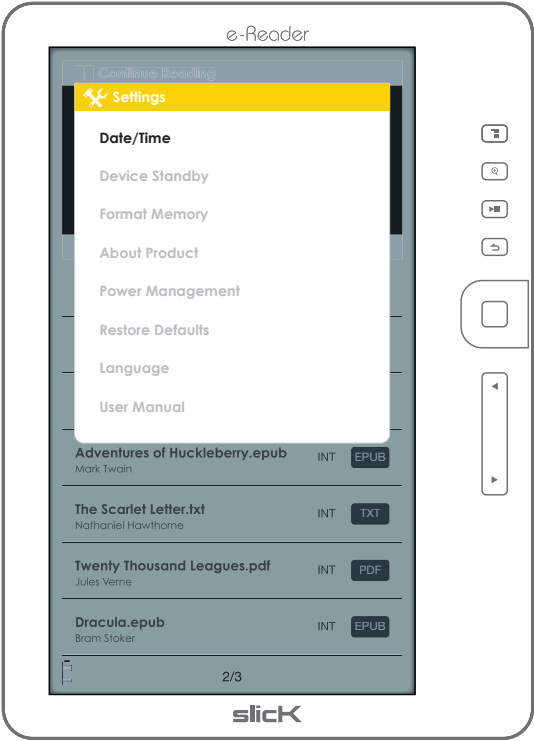 e-Reader
Continue Reading
Settings
Date/Time
Device Standby
Format Memory
About Product
Power Management
Restore Defaults
Language
User Manual
Adventures of Huckleberry.epub INT EPUB
Mark Twain
The Scarlet Letter.txt INT TXT
Nathaniel Hawthorne
Twenty Thousand Leagues.pdf INT PDF
Jules Verne
Dracula.epub INT EPUB
Bram Stoker
2/3
slick